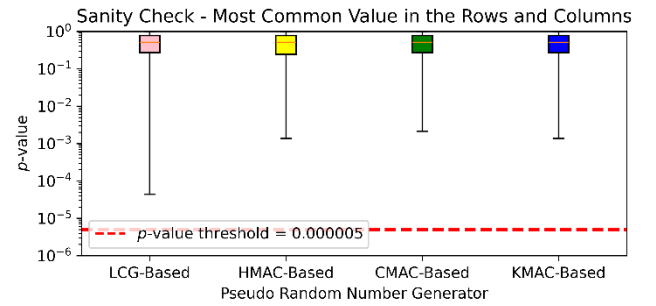 Sanity Check - Most Common Value in the Rows and Columns
p-value
10⁰
10⁻¹
10⁻²
10⁻³
10⁻⁴
10⁻⁵
10⁻⁶
p-value threshold = 0.000005
LCG-Based HMAC-Based CMAC-Based KMAC-Based
Pseudo Random Number Generator